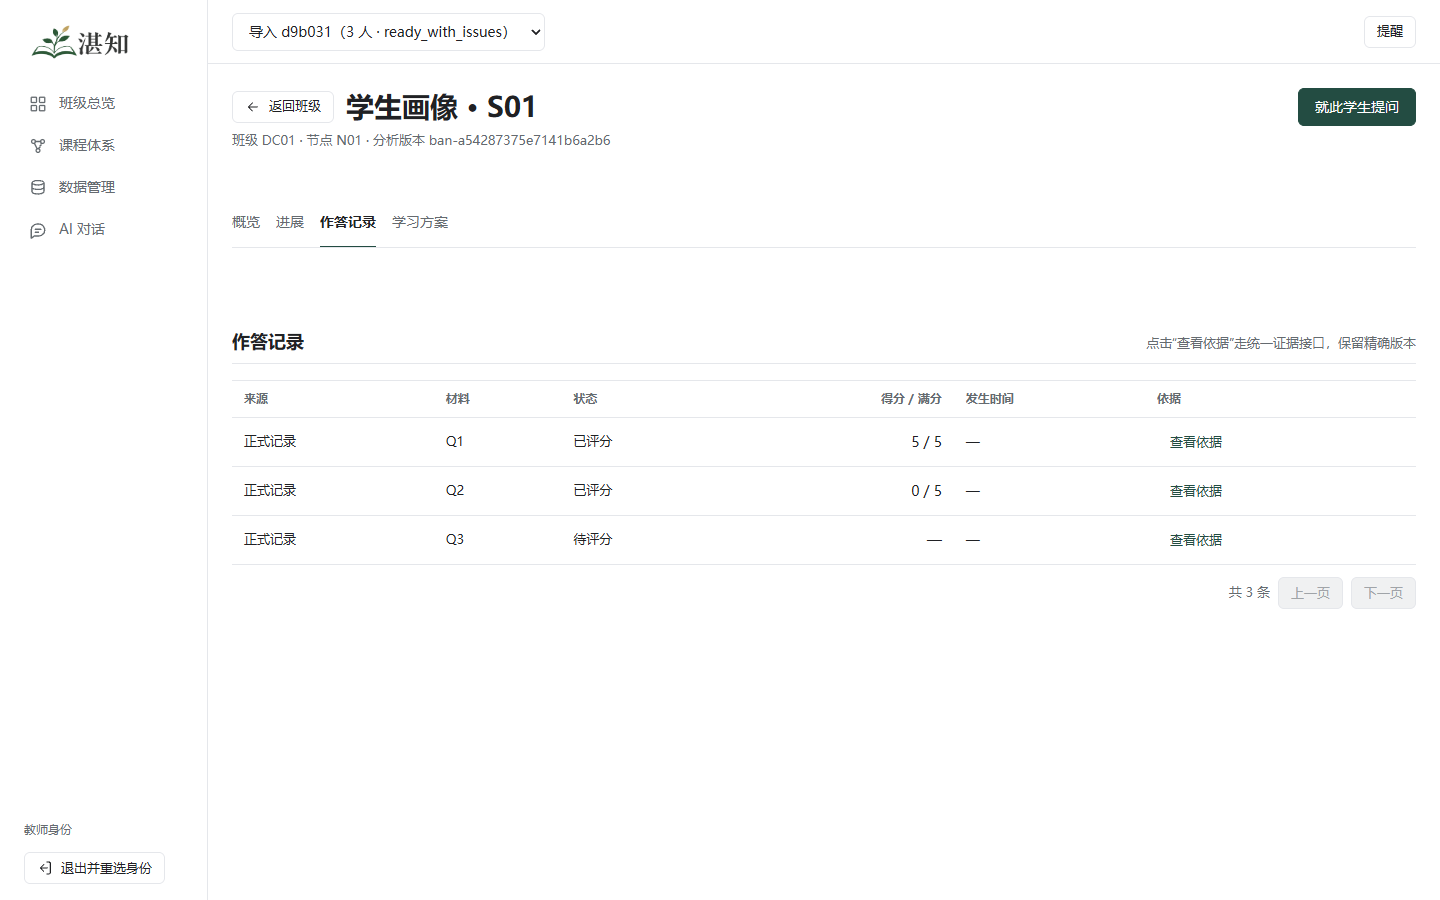 湛知
班级总览
课程体系
数据管理
AI 对话
教师身份
退出并重选身份
导入 d9b031（3 人 · ready_with_issues）
提醒
返回班级
学生画像 • S01
就此学生提问
班级 DC01 · 节点 N01 · 分析版本 ban-a54287375e7141b6a2b6
概览 进展 作答记录 学习方案
作答记录
点击“查看依据”走统一证据接口，保留精确版本
来源 材料 状态 得分 / 满分 发生时间 依据
正式记录 Q1 已评分 5 / 5 — 查看依据
正式记录 Q2 已评分 0 / 5 — 查看依据
正式记录 Q3 待评分 — — 查看依据
共 3 条 上一页 下一页